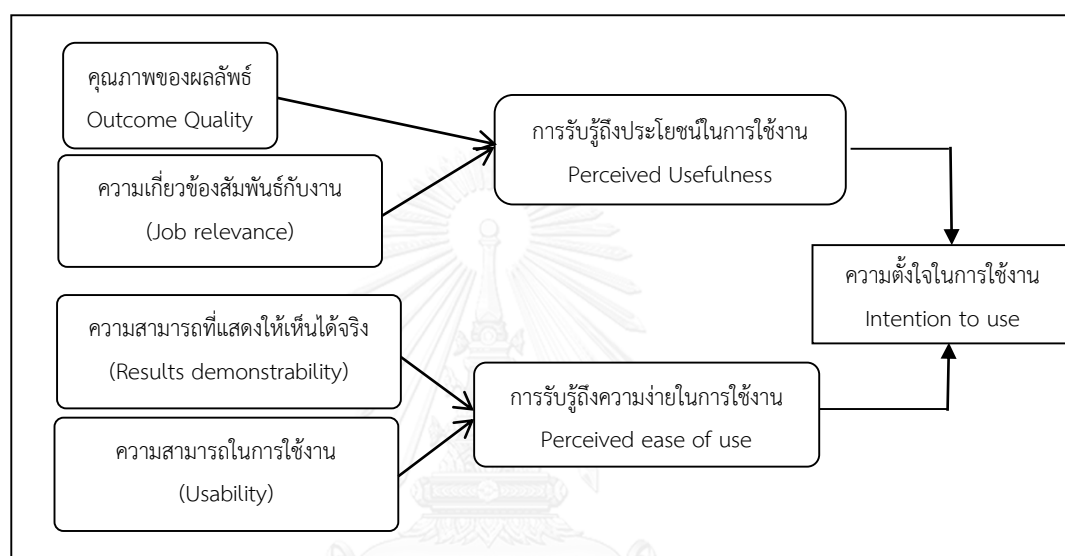 คุณภาพของผลลัพธ์
Outcome Quality
ความเกี่ยวข้องสัมพันธ์กับงาน
(Job relevance)
ความสามารถที่แสดงให้เห็นได้จริง
(Results demonstrability)
ความสามารถในการใช้งาน
(Usability)
การรับรู้ถึงประโยชน์ในการใช้งาน
Perceived Usefulness
การรับรู้ถึงความง่ายในการใช้งาน
Perceived ease of use
ความตั้งใจในการใช้งาน
Intention to use